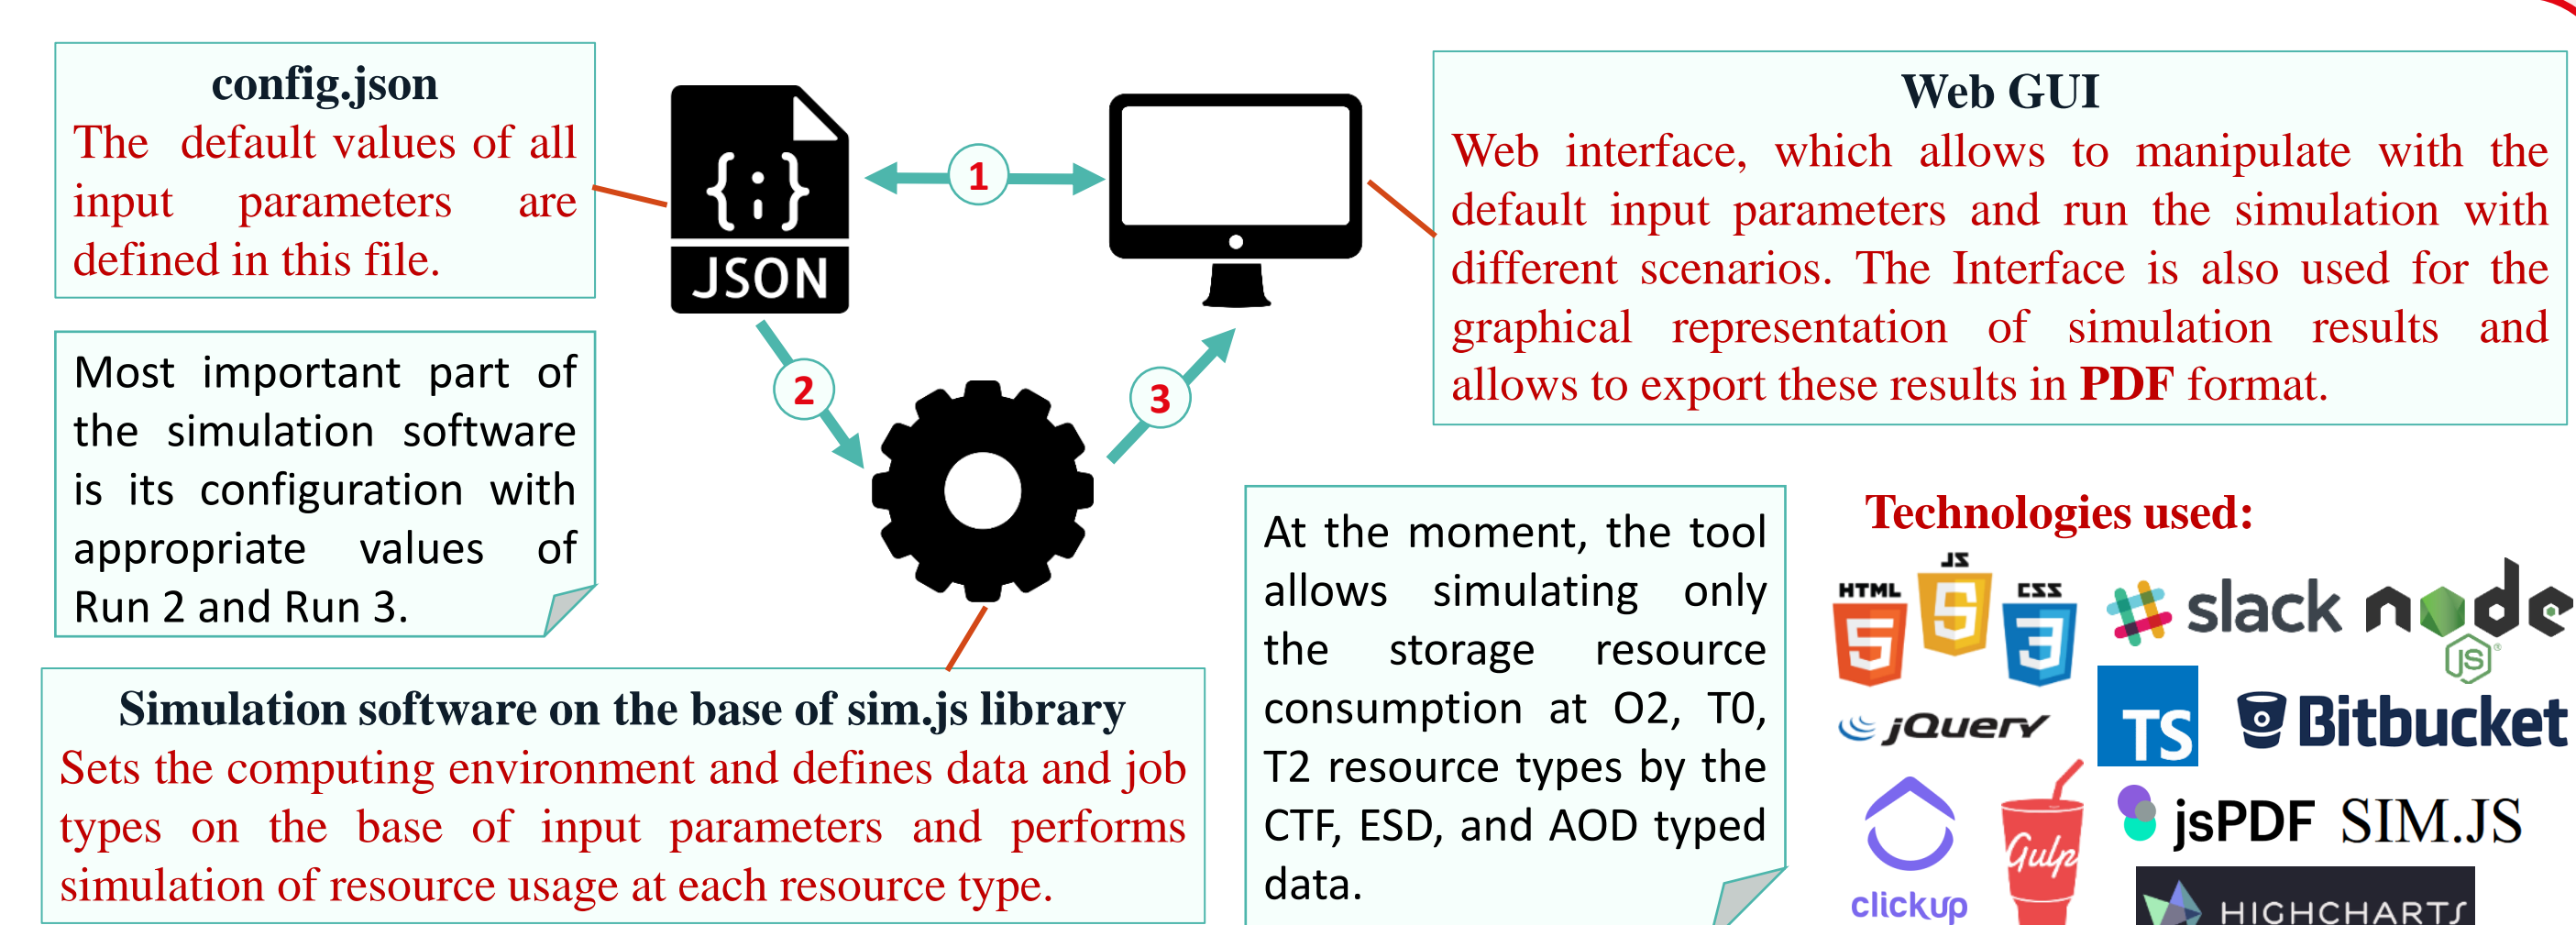 config.json
The default values of all
input parameters are
defined in this file.
{;}
JSON
1
Web GUI
Web interface, which allows to manipulate with the
default input parameters and run the simulation with
different scenarios. The Interface is also used for the
graphical representation of simulation results and
allows to export these results in PDF format.
Most important part of
the simulation software
is its configuration with
appropriate values of
Run 2 and Run 3.
2
3
Simulation software on the base of sim.js library
Sets the computing environment and defines data and job
types on the base of input parameters and performs
simulation of resource usage at each resource type.
At the moment, the tool
allows simulating only
the storage resource
consumption at O2, T0,
T2 resource types by the
CTF, ESD, and AOD typed
data.
Technologies used:
HTML
5
JS
5
CSS
3
slack
node
JS
jQuery
TS
Bitbucket
clickup
Gulp
jsPDF
SIM.JS
HIGHCHARTS